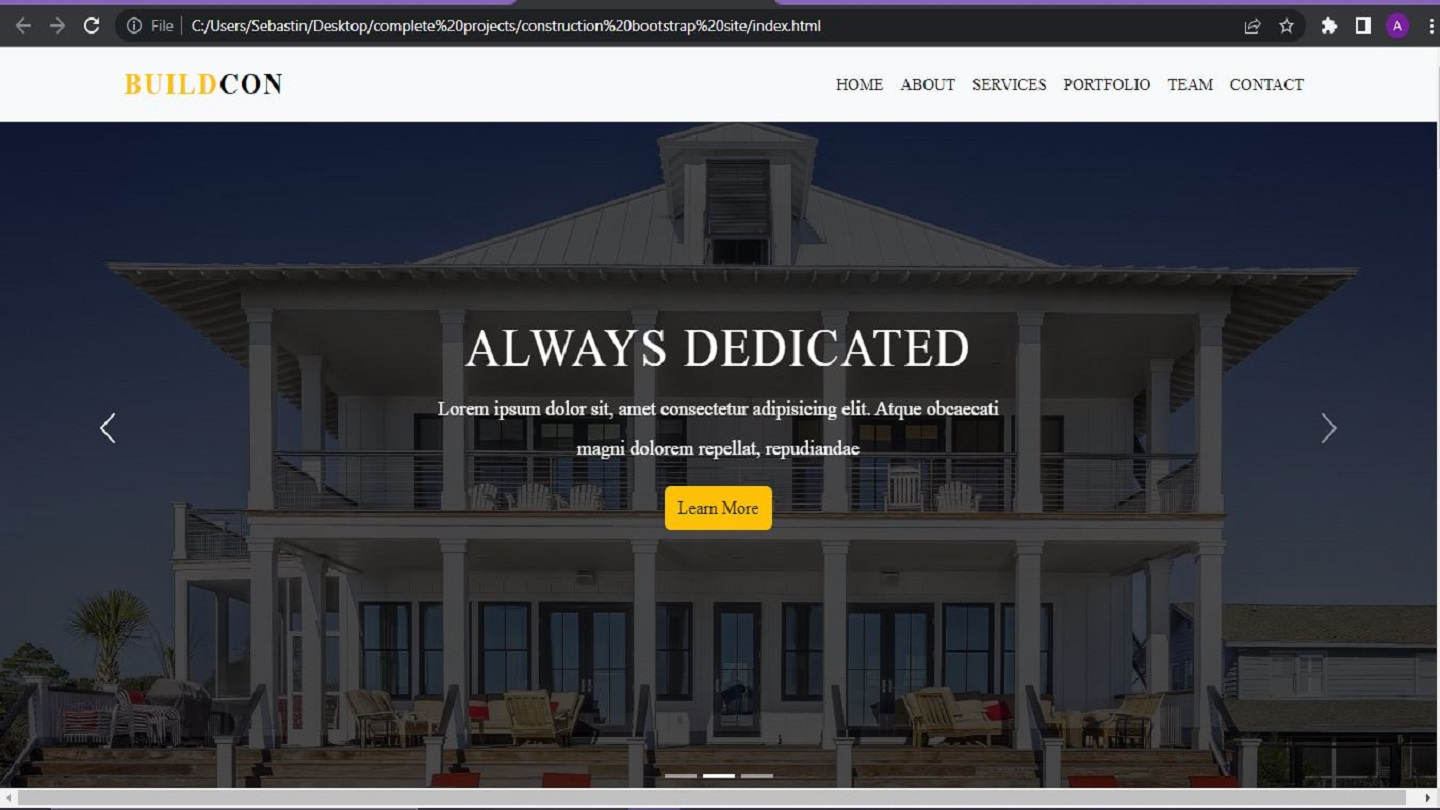 File C:/Users/Sebastin/Desktop/complete%20projects/construction%20bootstrap%20site/index.html
A
BUILDCON
HOME ABOUT SERVICES PORTFOLIO TEAM CONTACT
ALWAYS DEDICATED
Lorem ipsum dolor sit, amet consectetur adipisicing elit. Atque obcaecati
magni dolorem repellat, repudiandae
Learn More